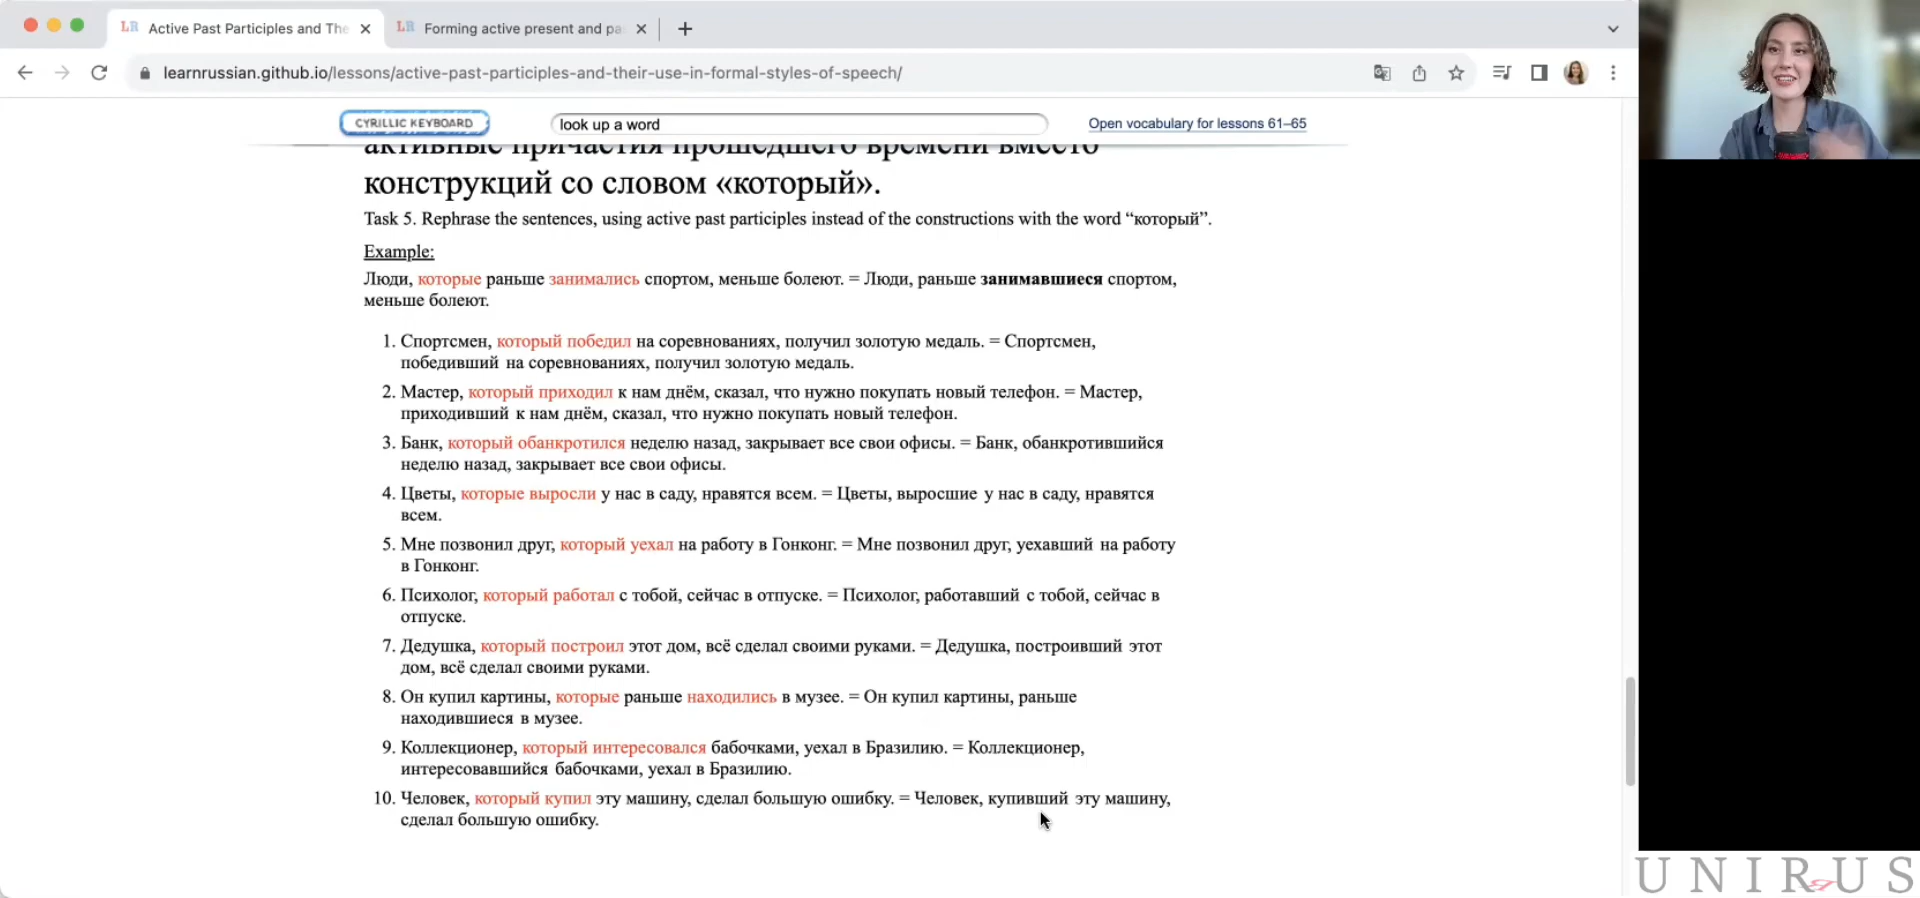 Active Past Participles and The
Forming active present and pa
learnrussian.github.io/lessons/active-past-participles-and-their-use-in-formal-styles-of-speech/
CYRILLIC KEYBOARD
look up a word
Open vocabulary for lessons 61–65
активные причастия прошедшего времени вместо
конструкций со словом «который».
Task 5. Rephrase the sentences, using active past participles instead of the constructions with the word “который”.
Example:
Люди, которые раньше занимались спортом, меньше болеют. = Люди, раньше занимавшиеся спортом,
меньше болеют.
1. Спортсмен, который победил на соревнованиях, получил золотую медаль. = Спортсмен,
победивший на соревнованиях, получил золотую медаль.
2. Мастер, который приходил к нам днём, сказал, что нужно покупать новый телефон. = Мастер,
приходивший к нам днём, сказал, что нужно покупать новый телефон.
3. Банк, который обанкротился неделю назад, закрывает все свои офисы. = Банк, обанкротившийся
неделю назад, закрывает все свои офисы.
4. Цветы, которые выросли у нас в саду, нравятся всем. = Цветы, выросшие у нас в саду, нравятся
всем.
5. Мне позвонил друг, который уехал на работу в Гонконг. = Мне позвонил друг, уехавший на работу
в Гонконг.
6. Психолог, который работал с тобой, сейчас в отпуске. = Психолог, работавший с тобой, сейчас в
отпуске.
7. Дедушка, который построил этот дом, всё сделал своими руками. = Дедушка, построивший этот
дом, всё сделал своими руками.
8. Он купил картины, которые раньше находились в музее. = Он купил картины, раньше
находившиеся в музее.
9. Коллекционер, который интересовался бабочками, уехал в Бразилию. = Коллекционер,
интересовавшийся бабочками, уехал в Бразилию.
10. Человек, который купил эту машину, сделал большую ошибку. = Человек, купивший эту машину,
сделал большую ошибку.
UNIRUS